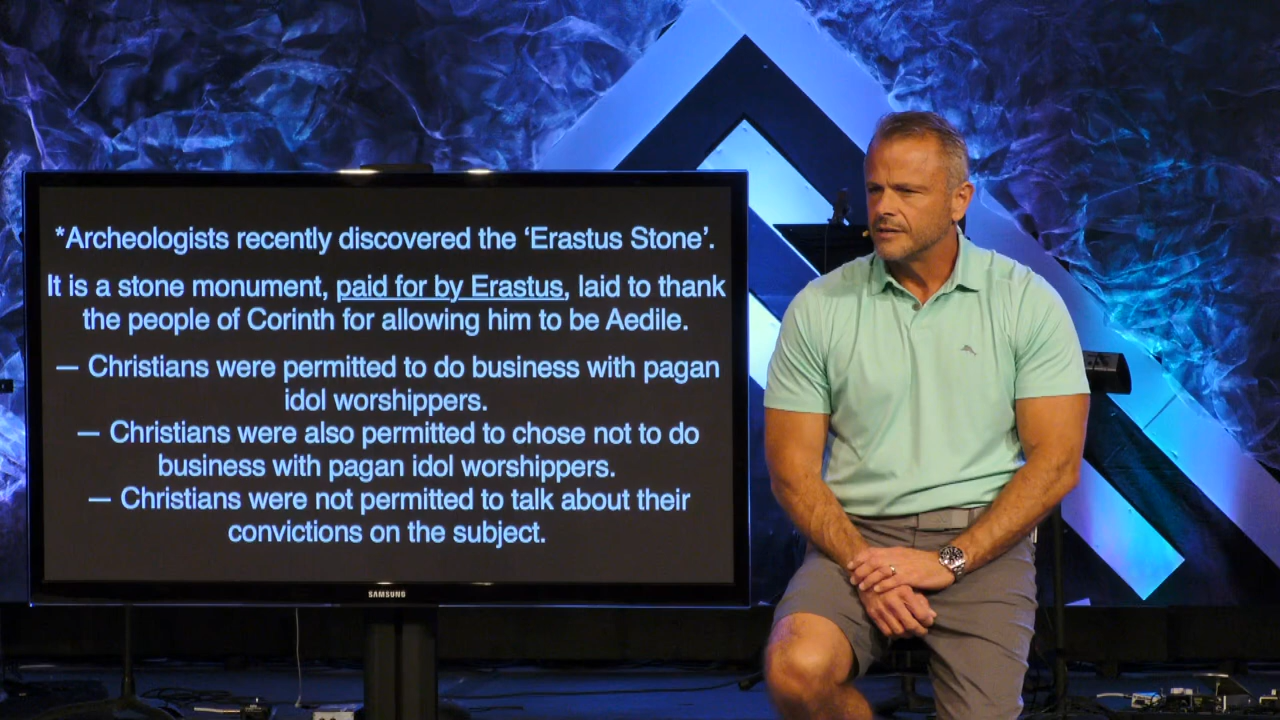 *Archeologists recently discovered the ‘Erastus Stone’.
It is a stone monument, paid for by Erastus, laid to thank
the people of Corinth for allowing him to be Aedile.
— Christians were permitted to do business with pagan
idol worshippers.
— Christians were also permitted to chose not to do
business with pagan idol worshippers.
— Christians were not permitted to talk about their
convictions on the subject.
SAMSUNG